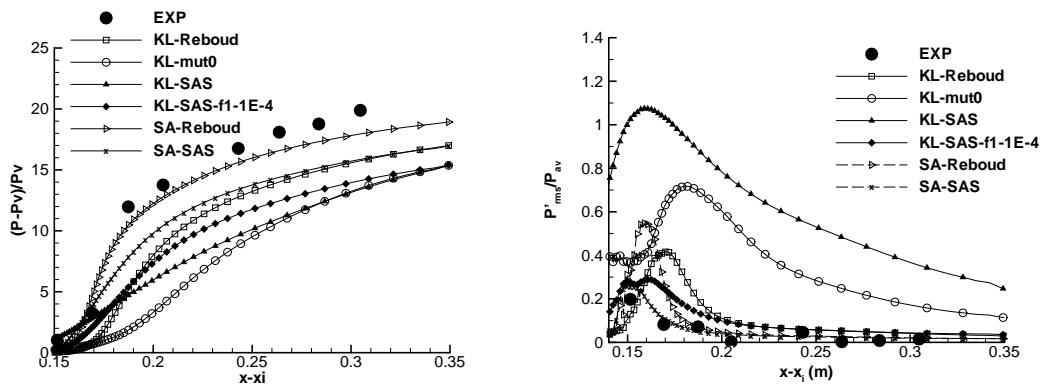 EXP
KL-Reboud
KL-mut0
KL-SAS
KL-SAS-f1-1E-4
SA-Reboud
SA-SAS
(P-Pv)/Pv
25
20
15
10
5
0
0.15
0.2
0.25
0.3
0.35
x-xi
EXP
KL-Reboud
KL-mut0
KL-SAS
KL-SAS-f1-1E-4
SA-Reboud
SA-SAS
P'rms/Pav
1.4
1.2
1
0.8
0.6
0.4
0.2
0
0.15
0.2
0.25
0.3
0.35
x-xi (m)